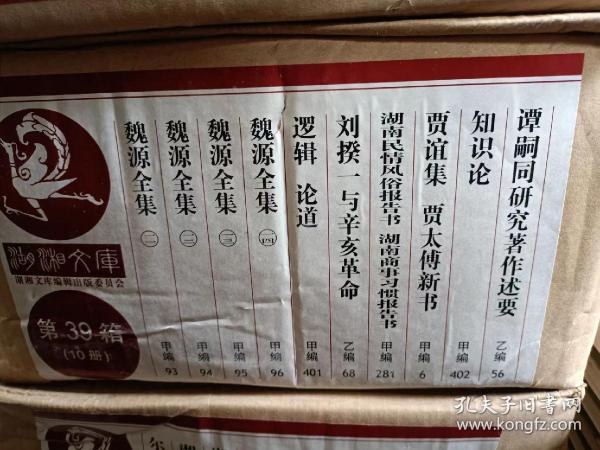 谭嗣同研究著作述要 乙编 56
知识论 甲编 402
贾谊集 贾太傅新书 甲编 6
湖南民情风俗报告书 湖南商事习惯报告书 甲编 281
刘揆一与辛亥革命 乙编 68
逻辑 论道 甲编 401
魏源全集 (一四) 甲编 96
魏源全集 (一三) 甲编 95
魏源全集 (一二) 甲编 94
魏源全集 (一一) 甲编 93
湖湘文库
湖湘文库编辑出版委员会
第39箱
(10册)
孔夫子旧书网
www.kongfz.com